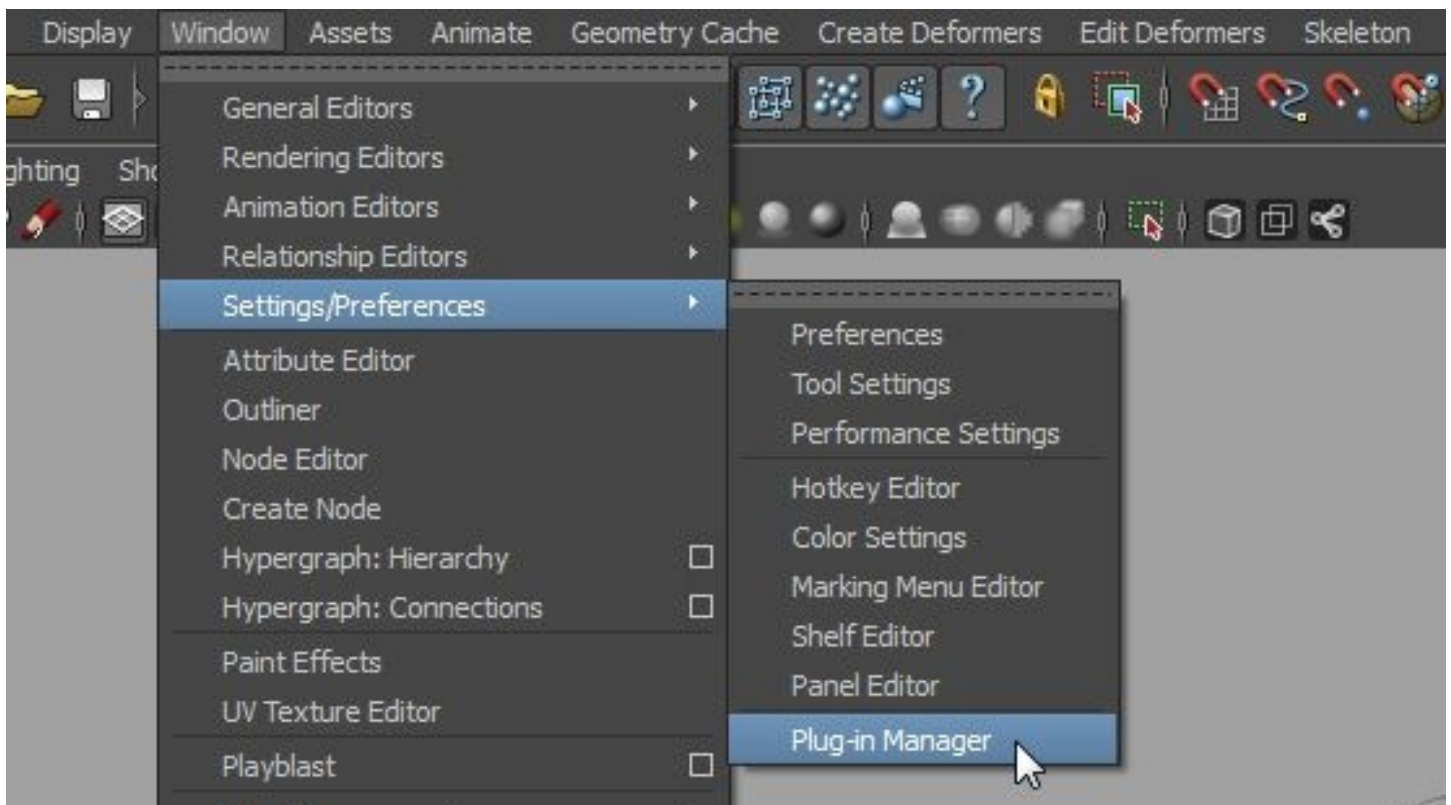 Display Window Assets Animate Geometry Cache Create Deformers Edit Deformers Skeleton
General Editors
Rendering Editors
Animation Editors
Relationship Editors
Settings/Preferences
Attribute Editor
Outliner
Node Editor
Create Node
Hypergraph: Hierarchy
Hypergraph: Connections
Paint Effects
UV Texture Editor
Playblast
Preferences
Tool Settings
Performance Settings
Hotkey Editor
Color Settings
Marking Menu Editor
Shelf Editor
Panel Editor
Plug-in Manager